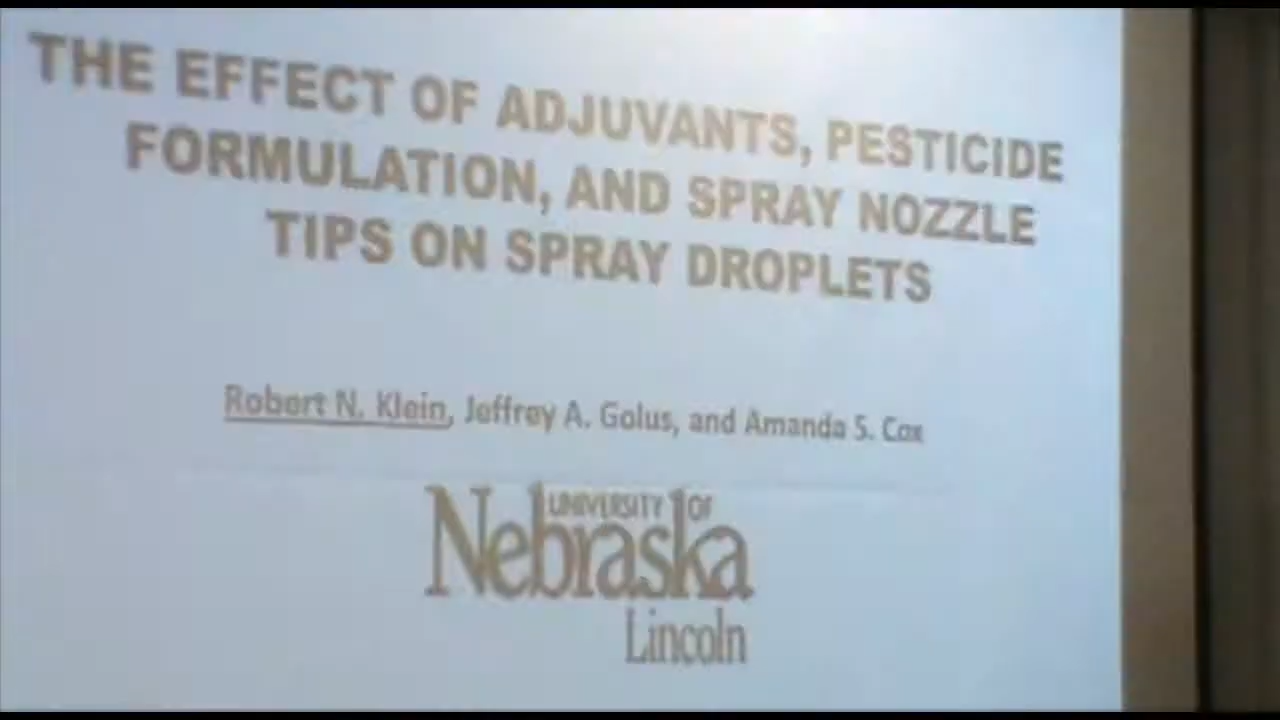 THE EFFECT OF ADJUVANTS, PESTICIDE
FORMULATION, AND SPRAY NOZZLE
TIPS ON SPRAY DROPLETS
Robert N. Klein, Jeffrey A. Golus, and Amanda S. Cox
UNIVERSITY OF
Nebraska
Lincoln